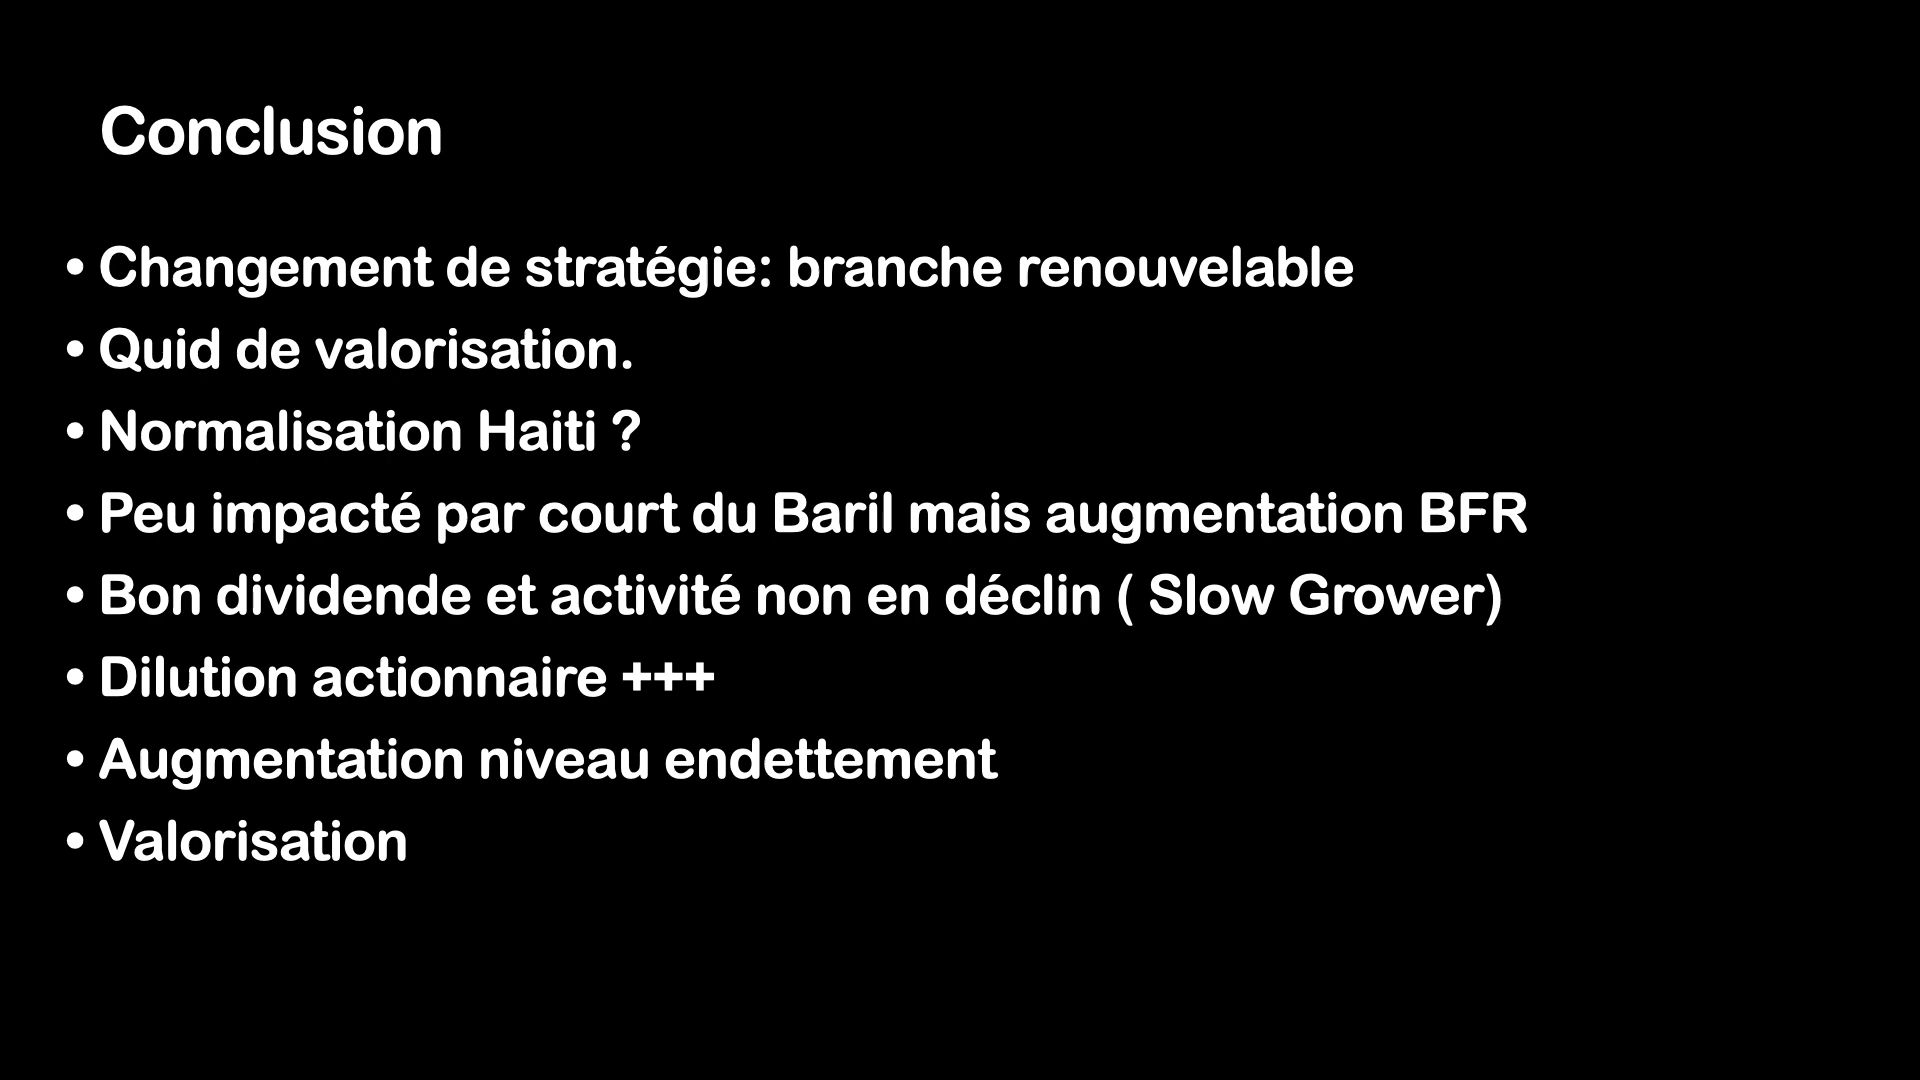 Conclusion
• Changement de stratégie: branche renouvelable
• Quid de valorisation.
• Normalisation Haiti ?
• Peu impacté par court du Baril mais augmentation BFR
• Bon dividende et activité non en déclin ( Slow Grower)
• Dilution actionnaire +++
• Augmentation niveau endettement
• Valorisation